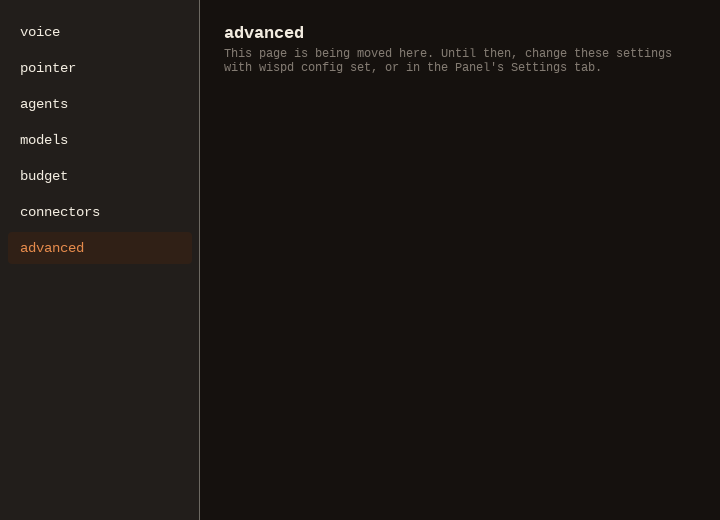 voice
pointer
agents
models
budget
connectors
advanced
advanced
This page is being moved here. Until then, change these settings
with wispd config set, or in the Panel's Settings tab.